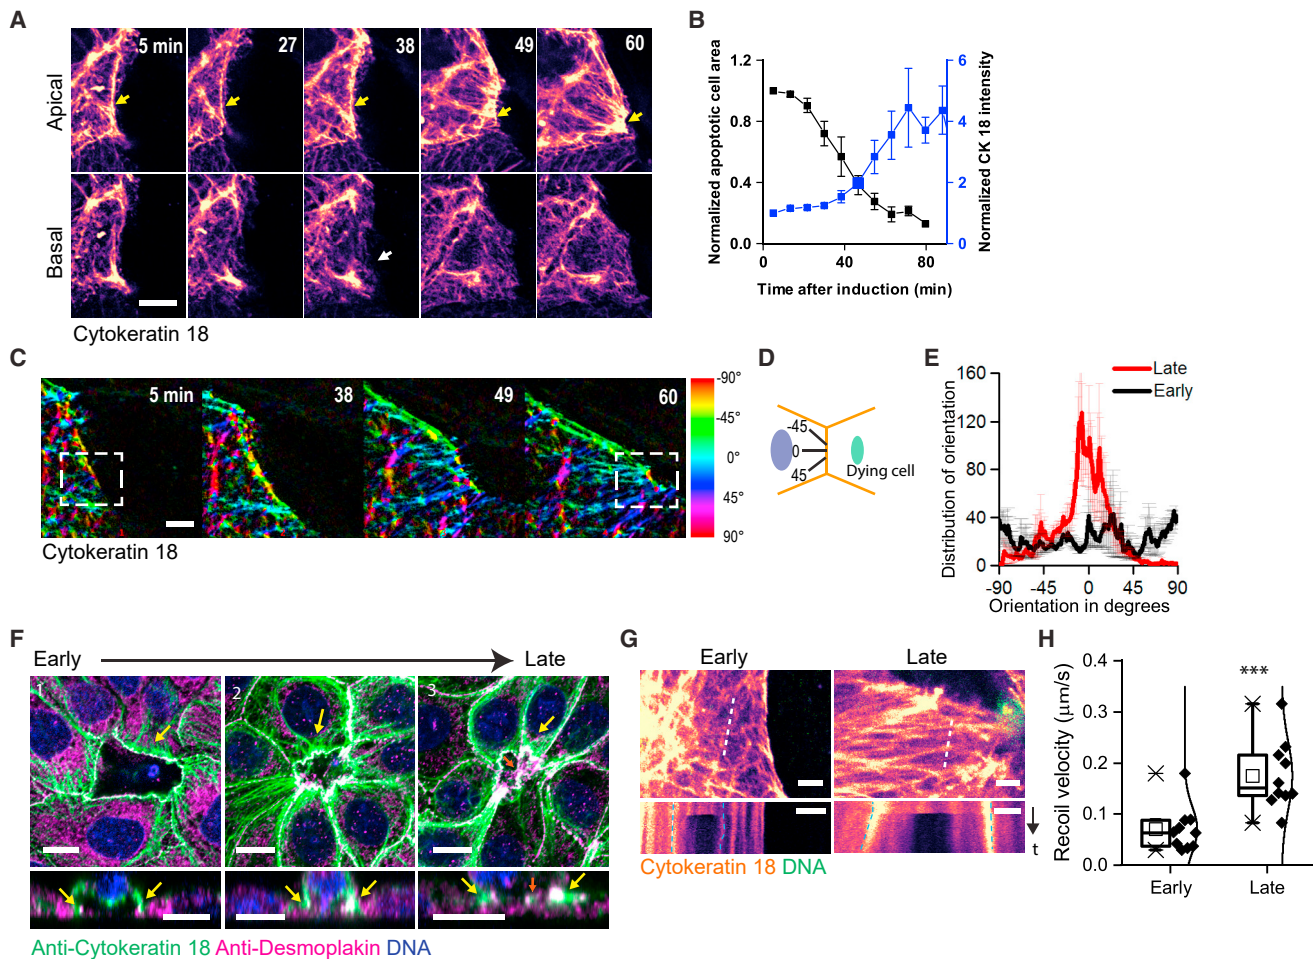 A
5 min 27 38 49 60
Apical
Basal
Cytokeratin 18
B
Normalized apoptotic cell area
1.2
0.8
0.4
0.0
0 40 80
Time after induction (min)
6
4
2
0
Normalized CK 18 intensity
C
5 min 38 49 60
-90°
-45°
0°
45°
90°
Cytokeratin 18
D
-45
0
45
Dying cell
E
Late
Early
Distribution of orientation
160
120
80
40
0
-90 -45 0 45 90
Orientation in degrees
F
Early Late
1 2 3
Anti-Cytokeratin 18 Anti-Desmoplakin DNA
G
Early Late
t
Cytokeratin 18 DNA
H
Recoil velocity (μm/s)
0.4
0.3
0.2
0.1
0.0
***
Early Late